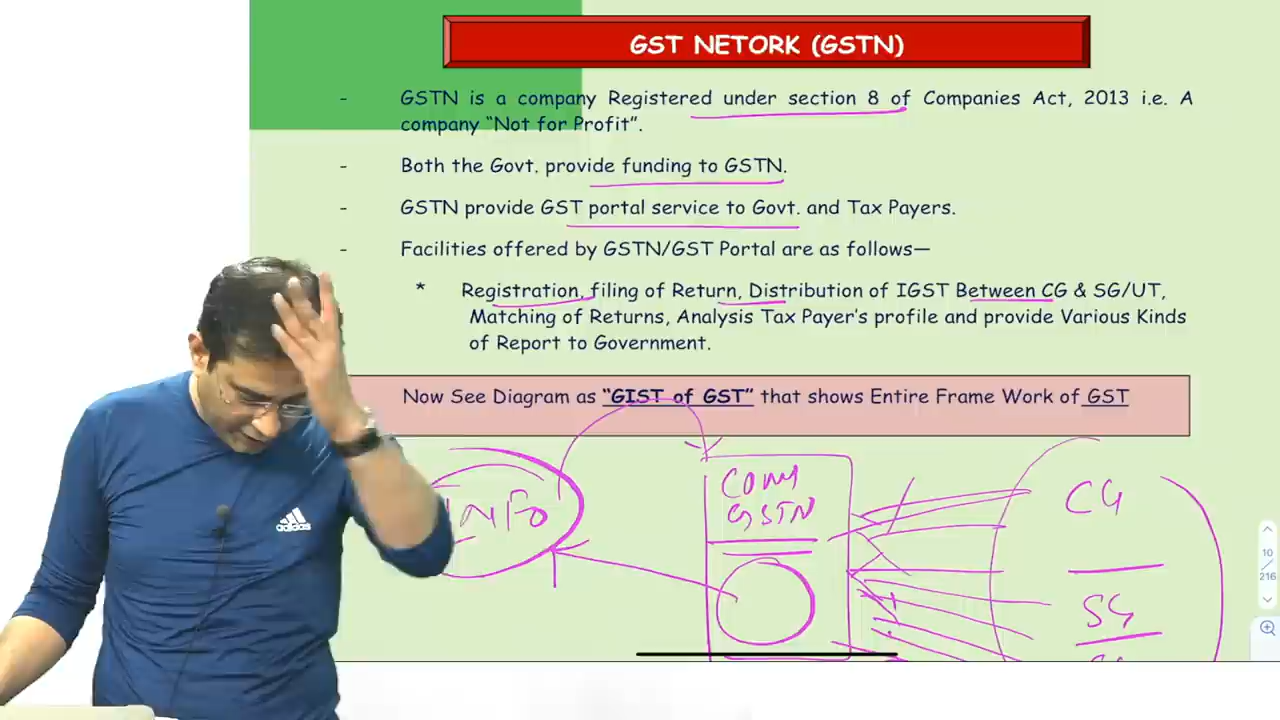 GST NETORK (GSTN)
- GSTN is a company Registered under section 8 of Companies Act, 2013 i.e. A
company "Not for Profit".
- Both the Govt. provide funding to GSTN.
- GSTN provide GST portal service to Govt. and Tax Payers.
- Facilities offered by GSTN/GST Portal are as follows—
* Registration, filing of Return, Distribution of IGST Between CG & SG/UT,
Matching of Returns, Analysis Tax Payer's profile and provide Various Kinds
of Report to Government.
Now See Diagram as "GIST of GST" that shows Entire Frame Work of GST
INFO
GSTN
CG
SG
adidas
10
/
216